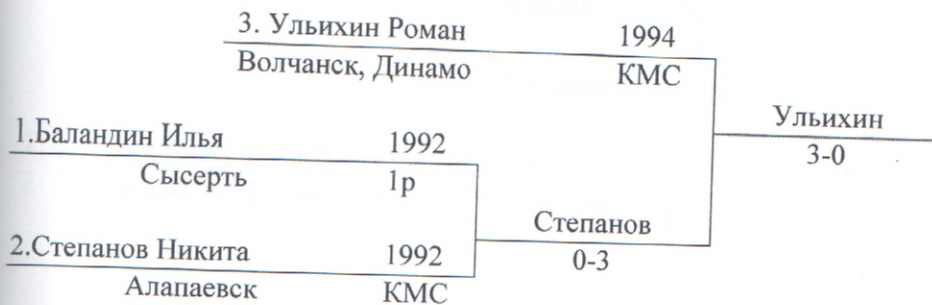 3. Ульихин Роман 1994
Волчанск, Динамо КМС
Ульихин
3-0
1.Баландин Илья 1992
Сысерть 1р
Степанов
0-3
2.Степанов Никита 1992
Алапаевск КМС